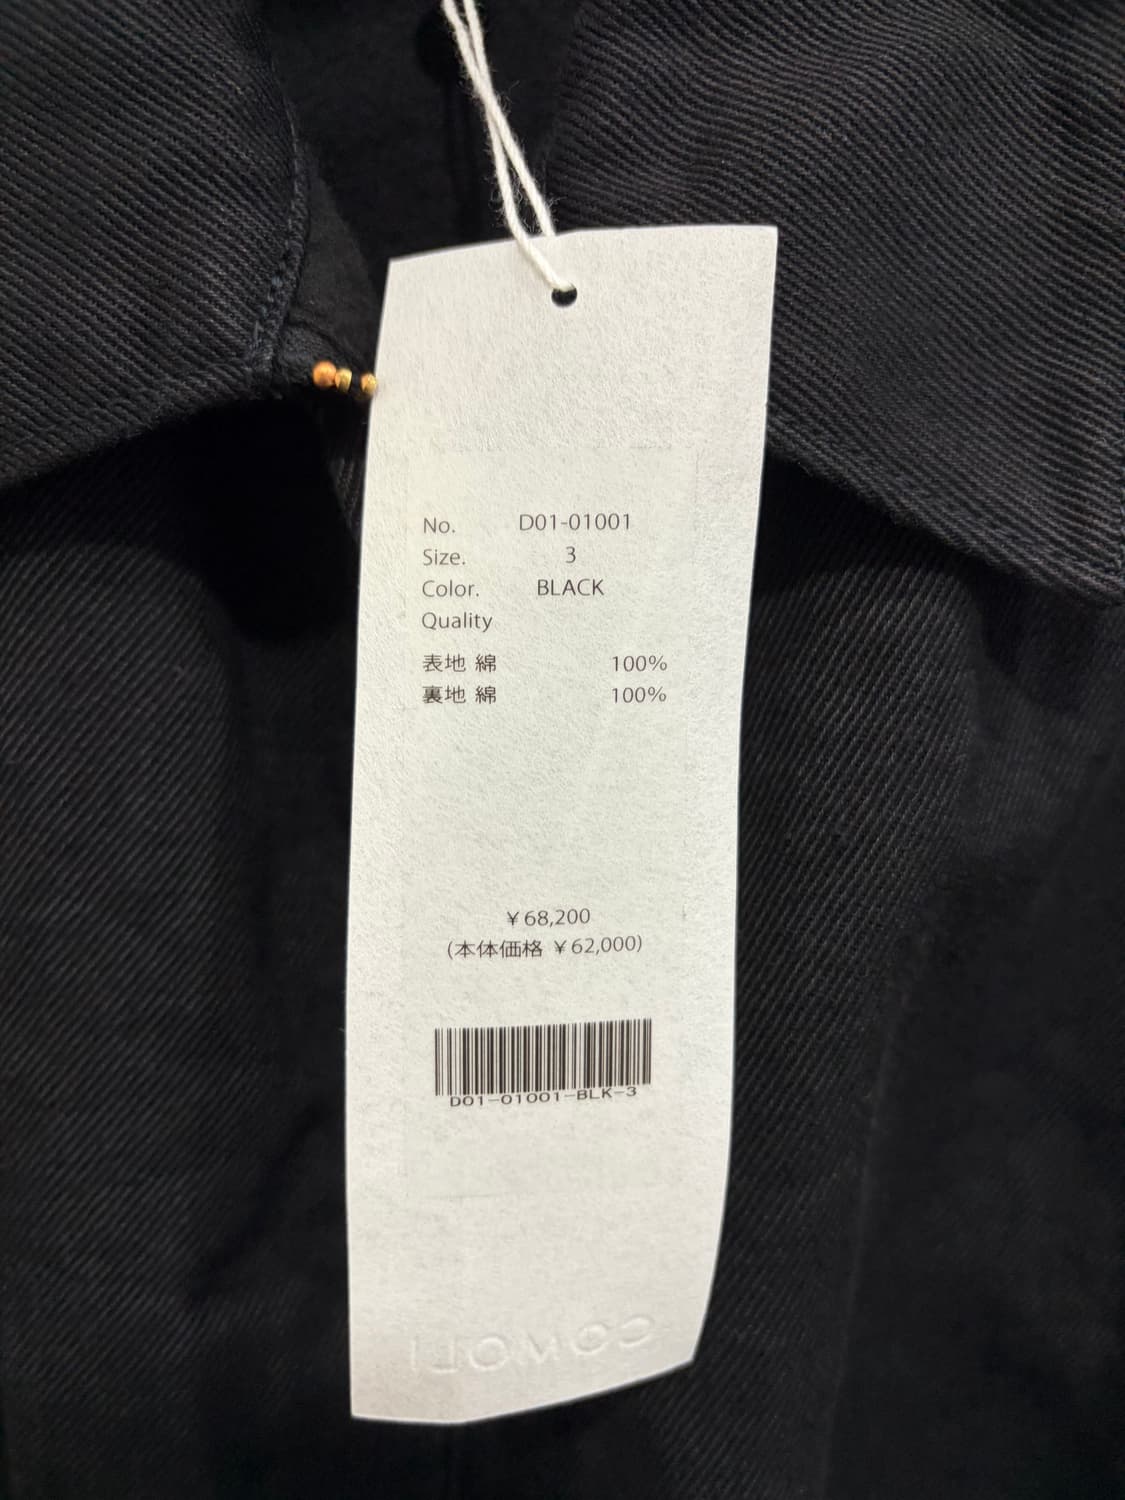 No. D01-01001
Size. 3
Color. BLACK
Quality
表地 綿 100%
裏地 綿 100%
￥68,200
(本体価格 ￥62,000)
D01-01001-BLK-3
COMOLI